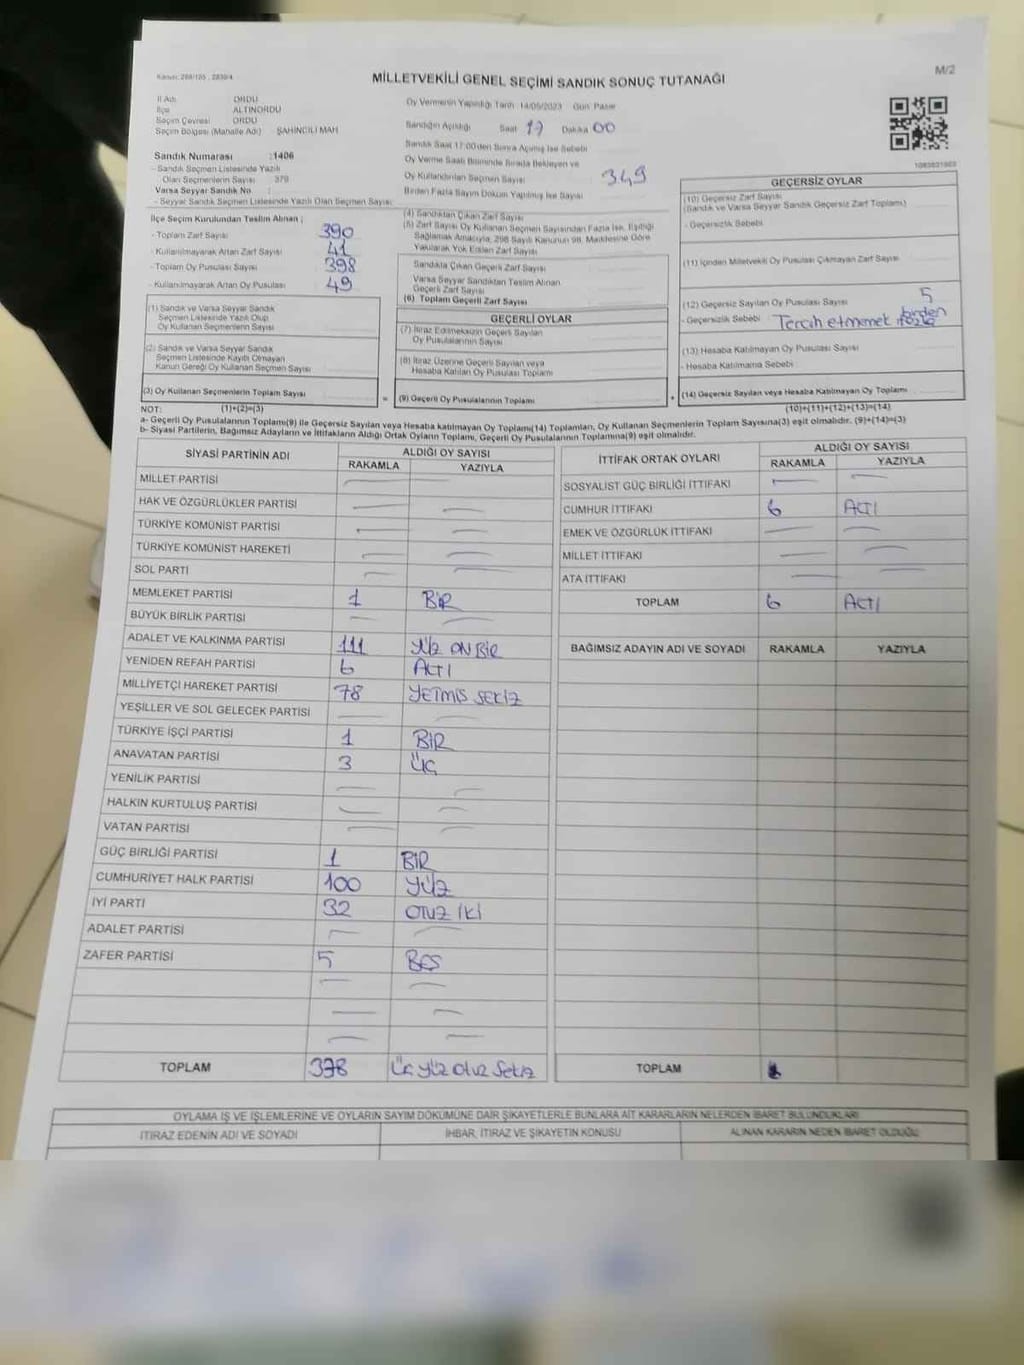 MİLLETVEKİLİ GENEL SEÇİMİ SANDIK SONUÇ TUTANAĞI
M/2
İl Adı ORDU
İlçe ALTINORDU
Seçim Çevresi ORDU
Seçim Bölgesi (Mahalle Adı) ŞAHİNCİLİ MAH
Sandık Numarası :1406
- Sandık Seçmen Listesinde Yazılı
Olan Seçmenlerin Sayısı 379
Varsa Seyyar Sandık No :
- Seyyar Sandık Seçmen Listesinde Yazılı Olan Seçmen Sayısı
Oy Vermenin Yapıldığı Tarih :14/05/2023 Gün: Pazar
Sandığın Açıldığı Saat 17 Dakika 00
Sandık Saat 17:00'den Sonra Açılmış İse Sebebi
Oy Verme Saati Bitiminde Sırada Bekleyen ve
Oy Kullandırılan Seçmen Sayısı 349
Birden Fazla Sayım Döküm Yapılmış İse Sayısı
İlçe Seçim Kurulundan Teslim Alınan ;
- Toplam Zarf Sayısı 390
- Kullanılmayarak Artan Zarf Sayısı 41
- Toplam Oy Pusulası Sayısı 398
- Kullanılmayarak Artan Oy Pusulası 49
(1) Sandık ve Varsa Seyyar Sandık
Seçmen Listesinde Yazılı Olup
Oy Kullanan Seçmenlerin Sayısı
(2) Sandık ve Varsa Seyyar Sandık
Seçmen Listesinde Kayıtlı Olmayan
Kanun Gereği Oy Kullanan Seçmen Sayısı
(3) Oy Kullanan Seçmenlerin Toplam Sayısı
=
(4) Sandıktan Çıkan Zarf Sayısı
(5) Zarf Sayısı Oy Kullanan Seçmen Sayısından Fazla İse, Eşitliği
Sağlamak Amacıyla, 298 Sayılı Kanunun 98. Maddesine Göre
Yakılarak Yok Edilen Zarf Sayısı
Sandıkta Çıkan Geçerli Zarf Sayısı
Varsa Seyyar Sandıktan Teslim Alınan
Geçerli Zarf Sayısı
(6) Toplam Geçerli Zarf Sayısı
GEÇERLİ OYLAR
(7) İtiraz Edilmeksizin Geçerli Sayılan
Oy Pusulalarının Sayısı
(8) İtiraz Üzerine Geçerli Sayılan veya
Hesaba Katılan Oy Pusulası Toplamı
(9) Geçerli Oy Pusulalarının Toplamı
+
GEÇERSİZ OYLAR
(10) Geçersiz Zarf Sayısı
(Sandık ve Varsa Seyyar Sandık Geçersiz Zarf Toplamı)
- Geçersizlik Sebebi
(11) İçinden Milletvekili Oy Pusulası Çıkmayan Zarf Sayısı
(12) Geçersiz Sayılan Oy Pusulası Sayısı 5
- Geçersizlik Sebebi Tercih etmemek birden fazla
(13) Hesaba Katılmayan Oy Pusulası Sayısı
- Hesaba Katılmama Sebebi
(14) Geçersiz Sayılan veya Hesaba Katılmayan Oy Toplamı
NOT: (1)+(2)=(3) (10)+(11)+(12)+(13)=(14)
a- Geçerli Oy Pusulalarının Toplamı(9) ile Geçersiz Sayılan veya Hesaba katılmayan Oy Toplamı(14) Toplamları, Oy Kullanan Seçmenlerin Toplam Sayısına(3) eşit olmalıdır. (9)+(14)=(3)
b- Siyasi Partilerin, Bağımsız Adayların ve İttifakların Aldığı Ortak Oyların Toplamı, Geçerli Oy Pusulalarının Toplamına(9) eşit olmalıdır.
SİYASİ PARTİNİN ADI
ALDIĞI OY SAYISI
RAKAMLA YAZIYLA
MİLLET PARTİSİ
HAK VE ÖZGÜRLÜKLER PARTİSİ
TÜRKİYE KOMÜNİST PARTİSİ
TÜRKİYE KOMÜNİST HAREKETİ
SOL PARTİ
MEMLEKET PARTİSİ 1 BİR
BÜYÜK BİRLİK PARTİSİ
ADALET VE KALKINMA PARTİSİ 111 YÜZ ON BİR
YENİDEN REFAH PARTİSİ 6 ALTI
MİLLİYETÇİ HAREKET PARTİSİ 78 YETMİŞ SEKİZ
YEŞİLLER VE SOL GELECEK PARTİSİ
TÜRKİYE İŞÇİ PARTİSİ 1 BİR
ANAVATAN PARTİSİ 3 ÜÇ
YENİLİK PARTİSİ
HALKIN KURTULUŞ PARTİSİ
VATAN PARTİSİ
GÜÇ BİRLİĞİ PARTİSİ 1 BİR
CUMHURİYET HALK PARTİSİ 100 YÜZ
İYİ PARTİ 32 OTUZ İKİ
ADALET PARTİSİ
ZAFER PARTİSİ 5 BEŞ
TOPLAM 338 Üç yüz otuz sekiz
İTTİFAK ORTAK OYLARI
ALDIĞI OY SAYISI
RAKAMLA YAZIYLA
SOSYALİST GÜÇ BİRLİĞİ İTTİFAKI
CUMHUR İTTİFAKI 6 ALTI
EMEK VE ÖZGÜRLÜK İTTİFAKI
MİLLET İTTİFAKI
ATA İTTİFAKI
TOPLAM 6 ALTI
BAĞIMSIZ ADAYIN ADI VE SOYADI RAKAMLA YAZIYLA
TOPLAM
OYLAMA İŞ VE İŞLEMLERİNE VE OYLARIN SAYIM DÖKÜMÜNE DAİR ŞİKAYETLERLE BUNLARA AİT KARARLARIN NELERDEN İBARET BULUNDUKLARI
İTİRAZ EDENİN ADI VE SOYADI İHBAR, İTİRAZ VE ŞİKAYETİN KONUSU ALINAN KARARIN NEDEN İBARET OLDUĞU